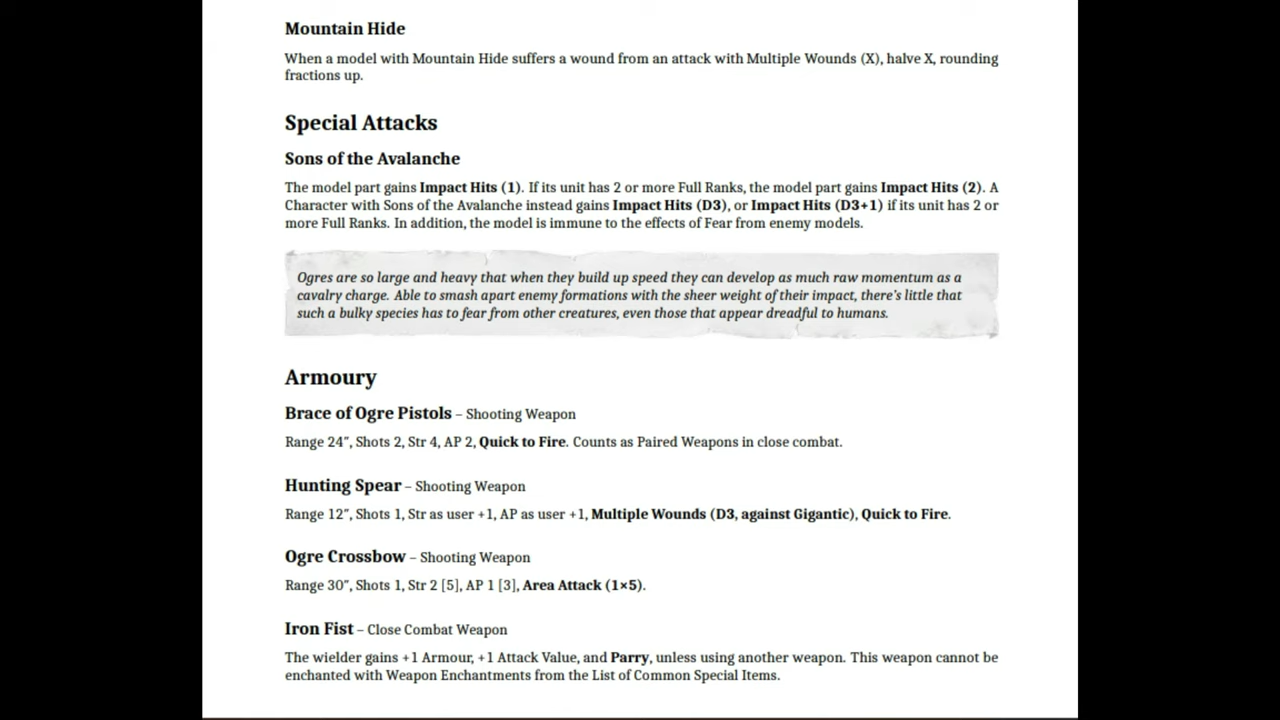 Mountain Hide
When a model with Mountain Hide suffers a wound from an attack with Multiple Wounds (X), halve X, rounding
fractions up.
Special Attacks
Sons of the Avalanche
The model part gains Impact Hits (1). If its unit has 2 or more Full Ranks, the model part gains Impact Hits (2). A
Character with Sons of the Avalanche instead gains Impact Hits (D3), or Impact Hits (D3+1) if its unit has 2 or
more Full Ranks. In addition, the model is immune to the effects of Fear from enemy models.
Ogres are so large and heavy that when they build up speed they can develop as much raw momentum as a
cavalry charge. Able to smash apart enemy formations with the sheer weight of their impact, there's little that
such a bulky species has to fear from other creatures, even those that appear dreadful to humans.
Armoury
Brace of Ogre Pistols – Shooting Weapon
Range 24″, Shots 2, Str 4, AP 2, Quick to Fire. Counts as Paired Weapons in close combat.
Hunting Spear – Shooting Weapon
Range 12″, Shots 1, Str as user +1, AP as user +1, Multiple Wounds (D3, against Gigantic), Quick to Fire.
Ogre Crossbow – Shooting Weapon
Range 30″, Shots 1, Str 2 [5], AP 1 [3], Area Attack (1×5).
Iron Fist – Close Combat Weapon
The wielder gains +1 Armour, +1 Attack Value, and Parry, unless using another weapon. This weapon cannot be
enchanted with Weapon Enchantments from the List of Common Special Items.